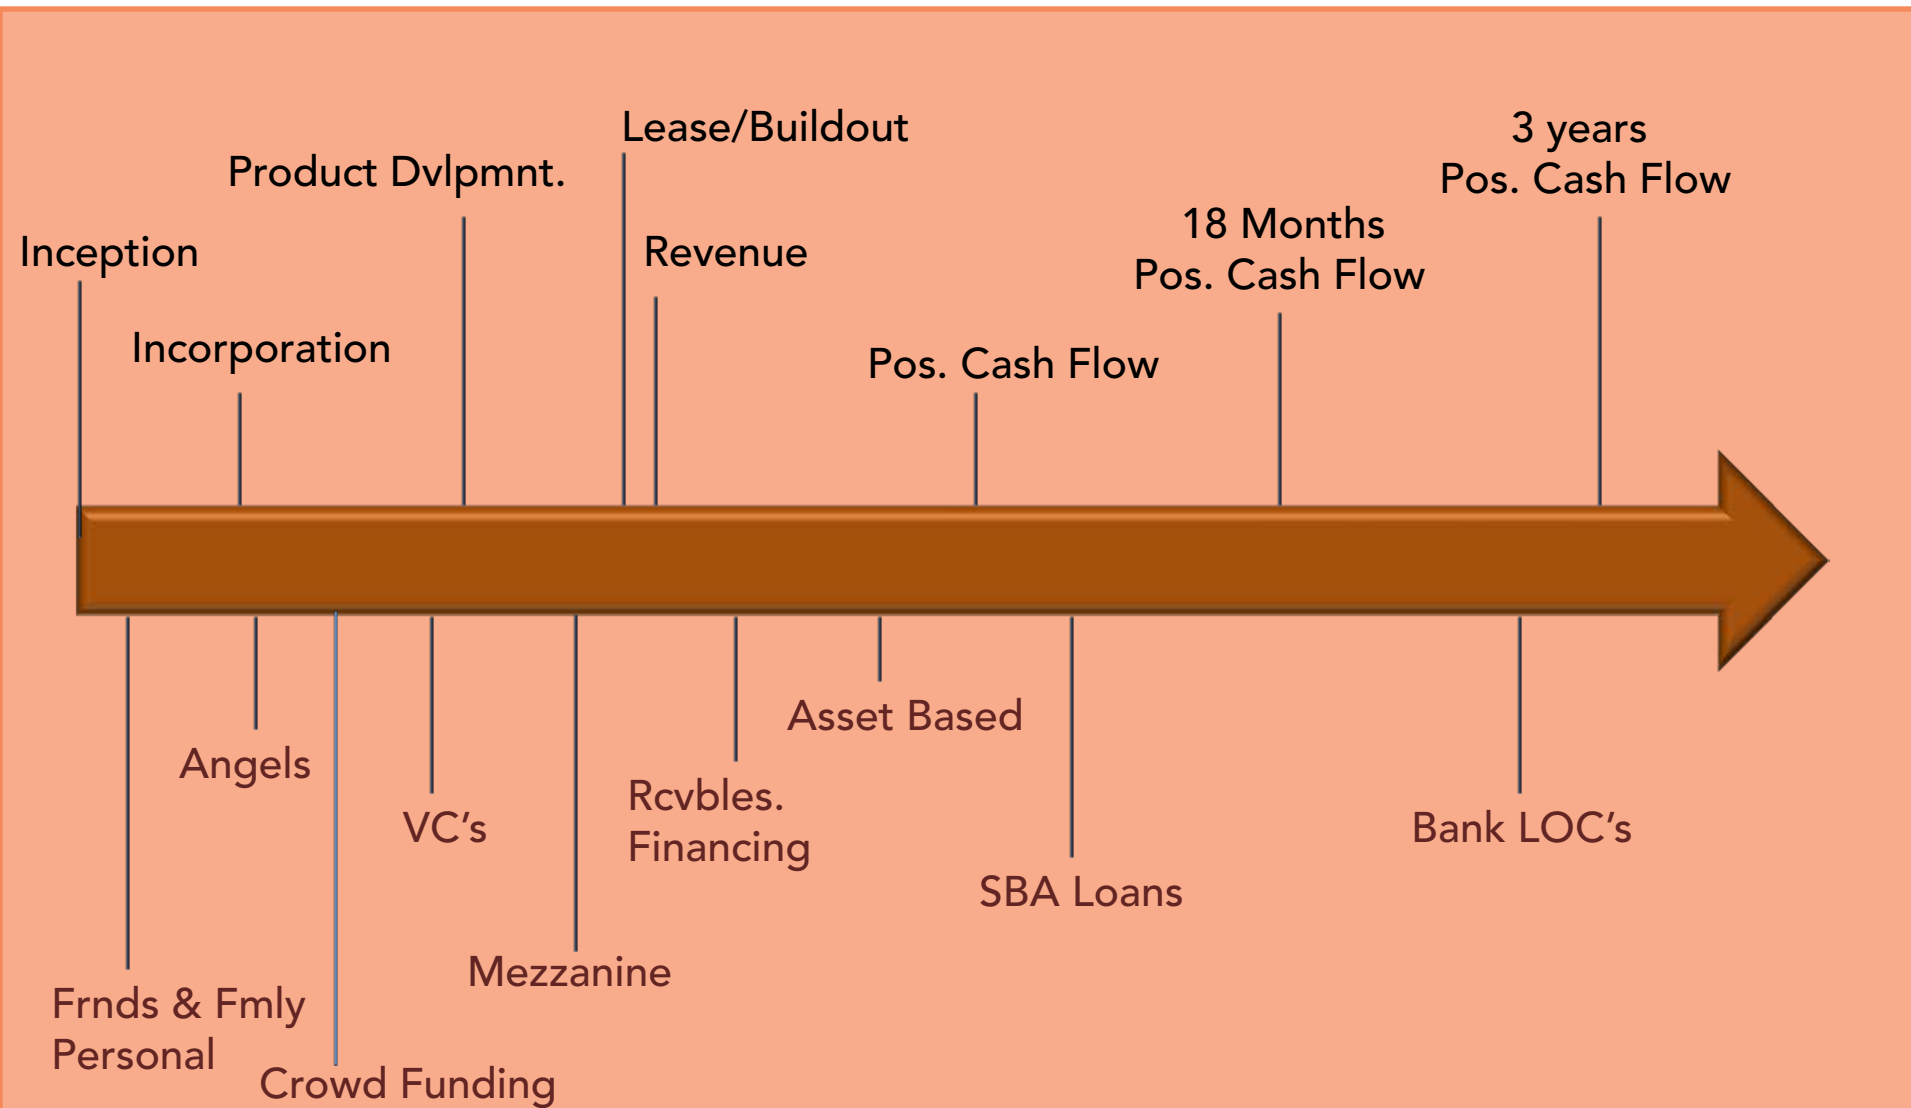 Lease/Buildout
3 years
Pos. Cash Flow
Product Dvlpmnt.
18 Months
Pos. Cash Flow
Inception
Revenue
Incorporation
Pos. Cash Flow
Asset Based
Angels
Rcvbles.
Financing
VC’s
Bank LOC’s
SBA Loans
Mezzanine
Frnds & Fmly
Personal
Crowd Funding